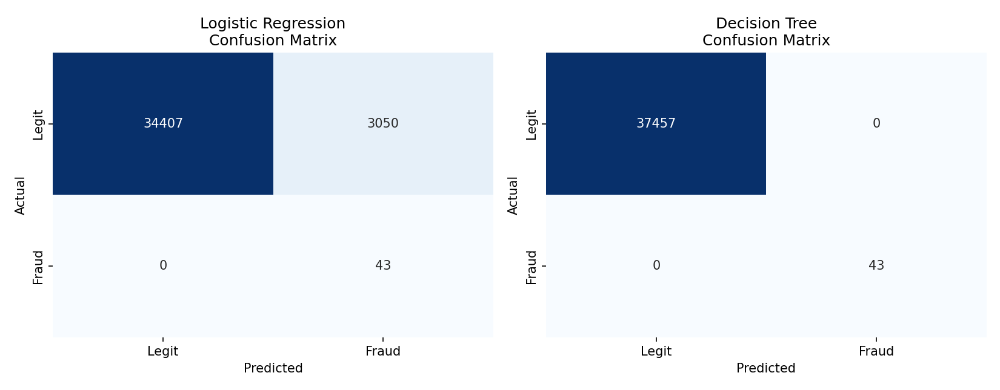 Logistic Regression
Confusion Matrix
Actual
Legit
Fraud
34407
3050
0
43
Legit
Fraud
Predicted
Decision Tree
Confusion Matrix
Actual
Legit
Fraud
37457
0
0
43
Legit
Fraud
Predicted